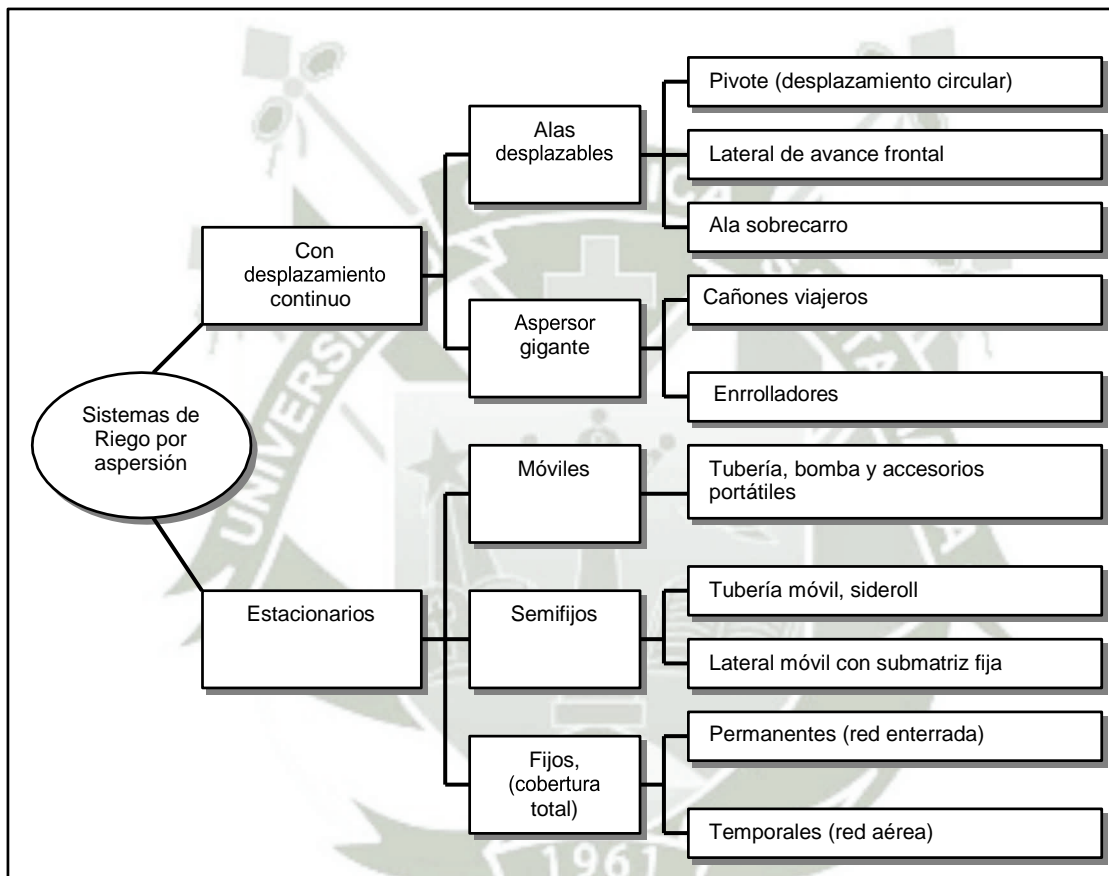 Pivote (desplazamiento circular)
Alas
desplazables
Lateral de avance frontal
Ala sobrecarro
Con
desplazamiento
continuo
Cañones viajeros
Aspersor
gigante
Enrrolladores
Sistemas de
Riego por
aspersión
Móviles
Tubería, bomba y accesorios
portátiles
Estacionarios
Semifijos
Tubería móvil, sideroll
Lateral móvil con submatriz fija
Fijos,
(cobertura
total)
Permanentes (red enterrada)
Temporales (red aérea)
1961